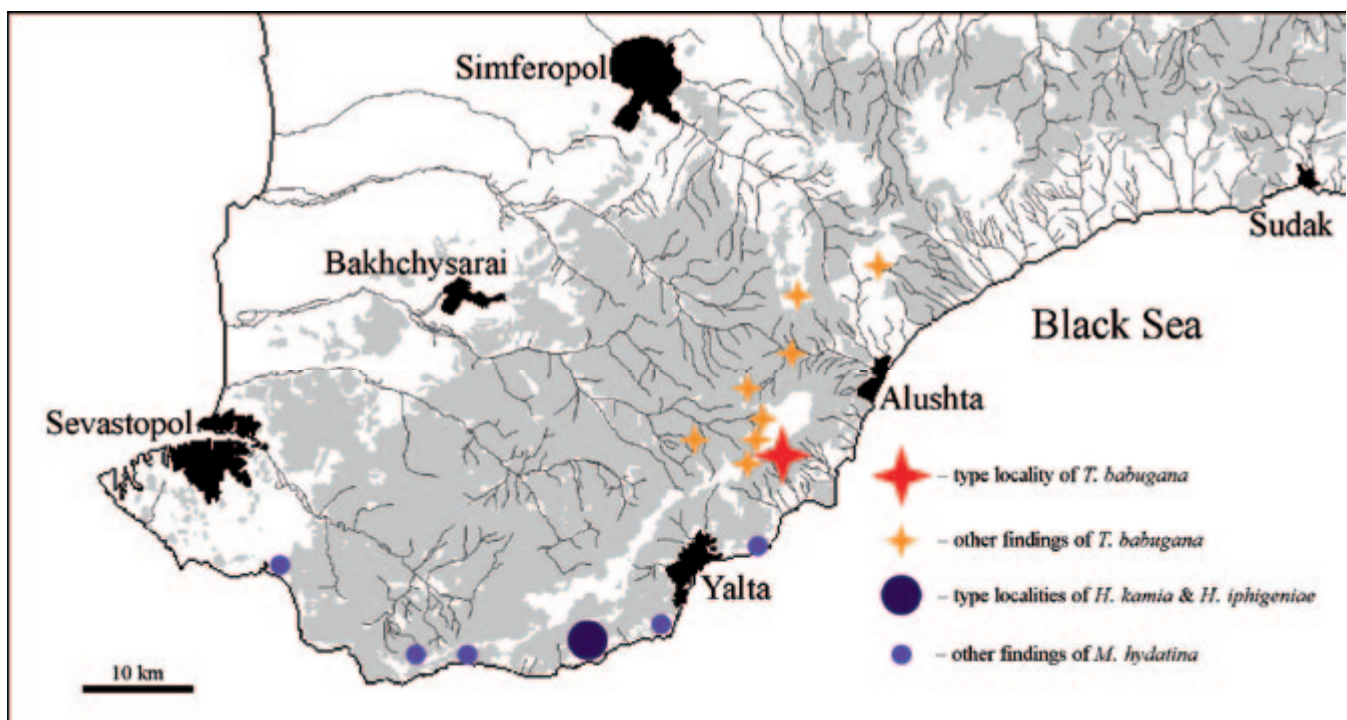 Simferopol
Sudak
Bakhchysarai
Black Sea
Alushta
Sevastopol
– type locality of T. babugana
– other findings of T. babugana
Yalta
– type localities of H. kamia & H. iphigeniae
– other findings of M. hydatina
10 km